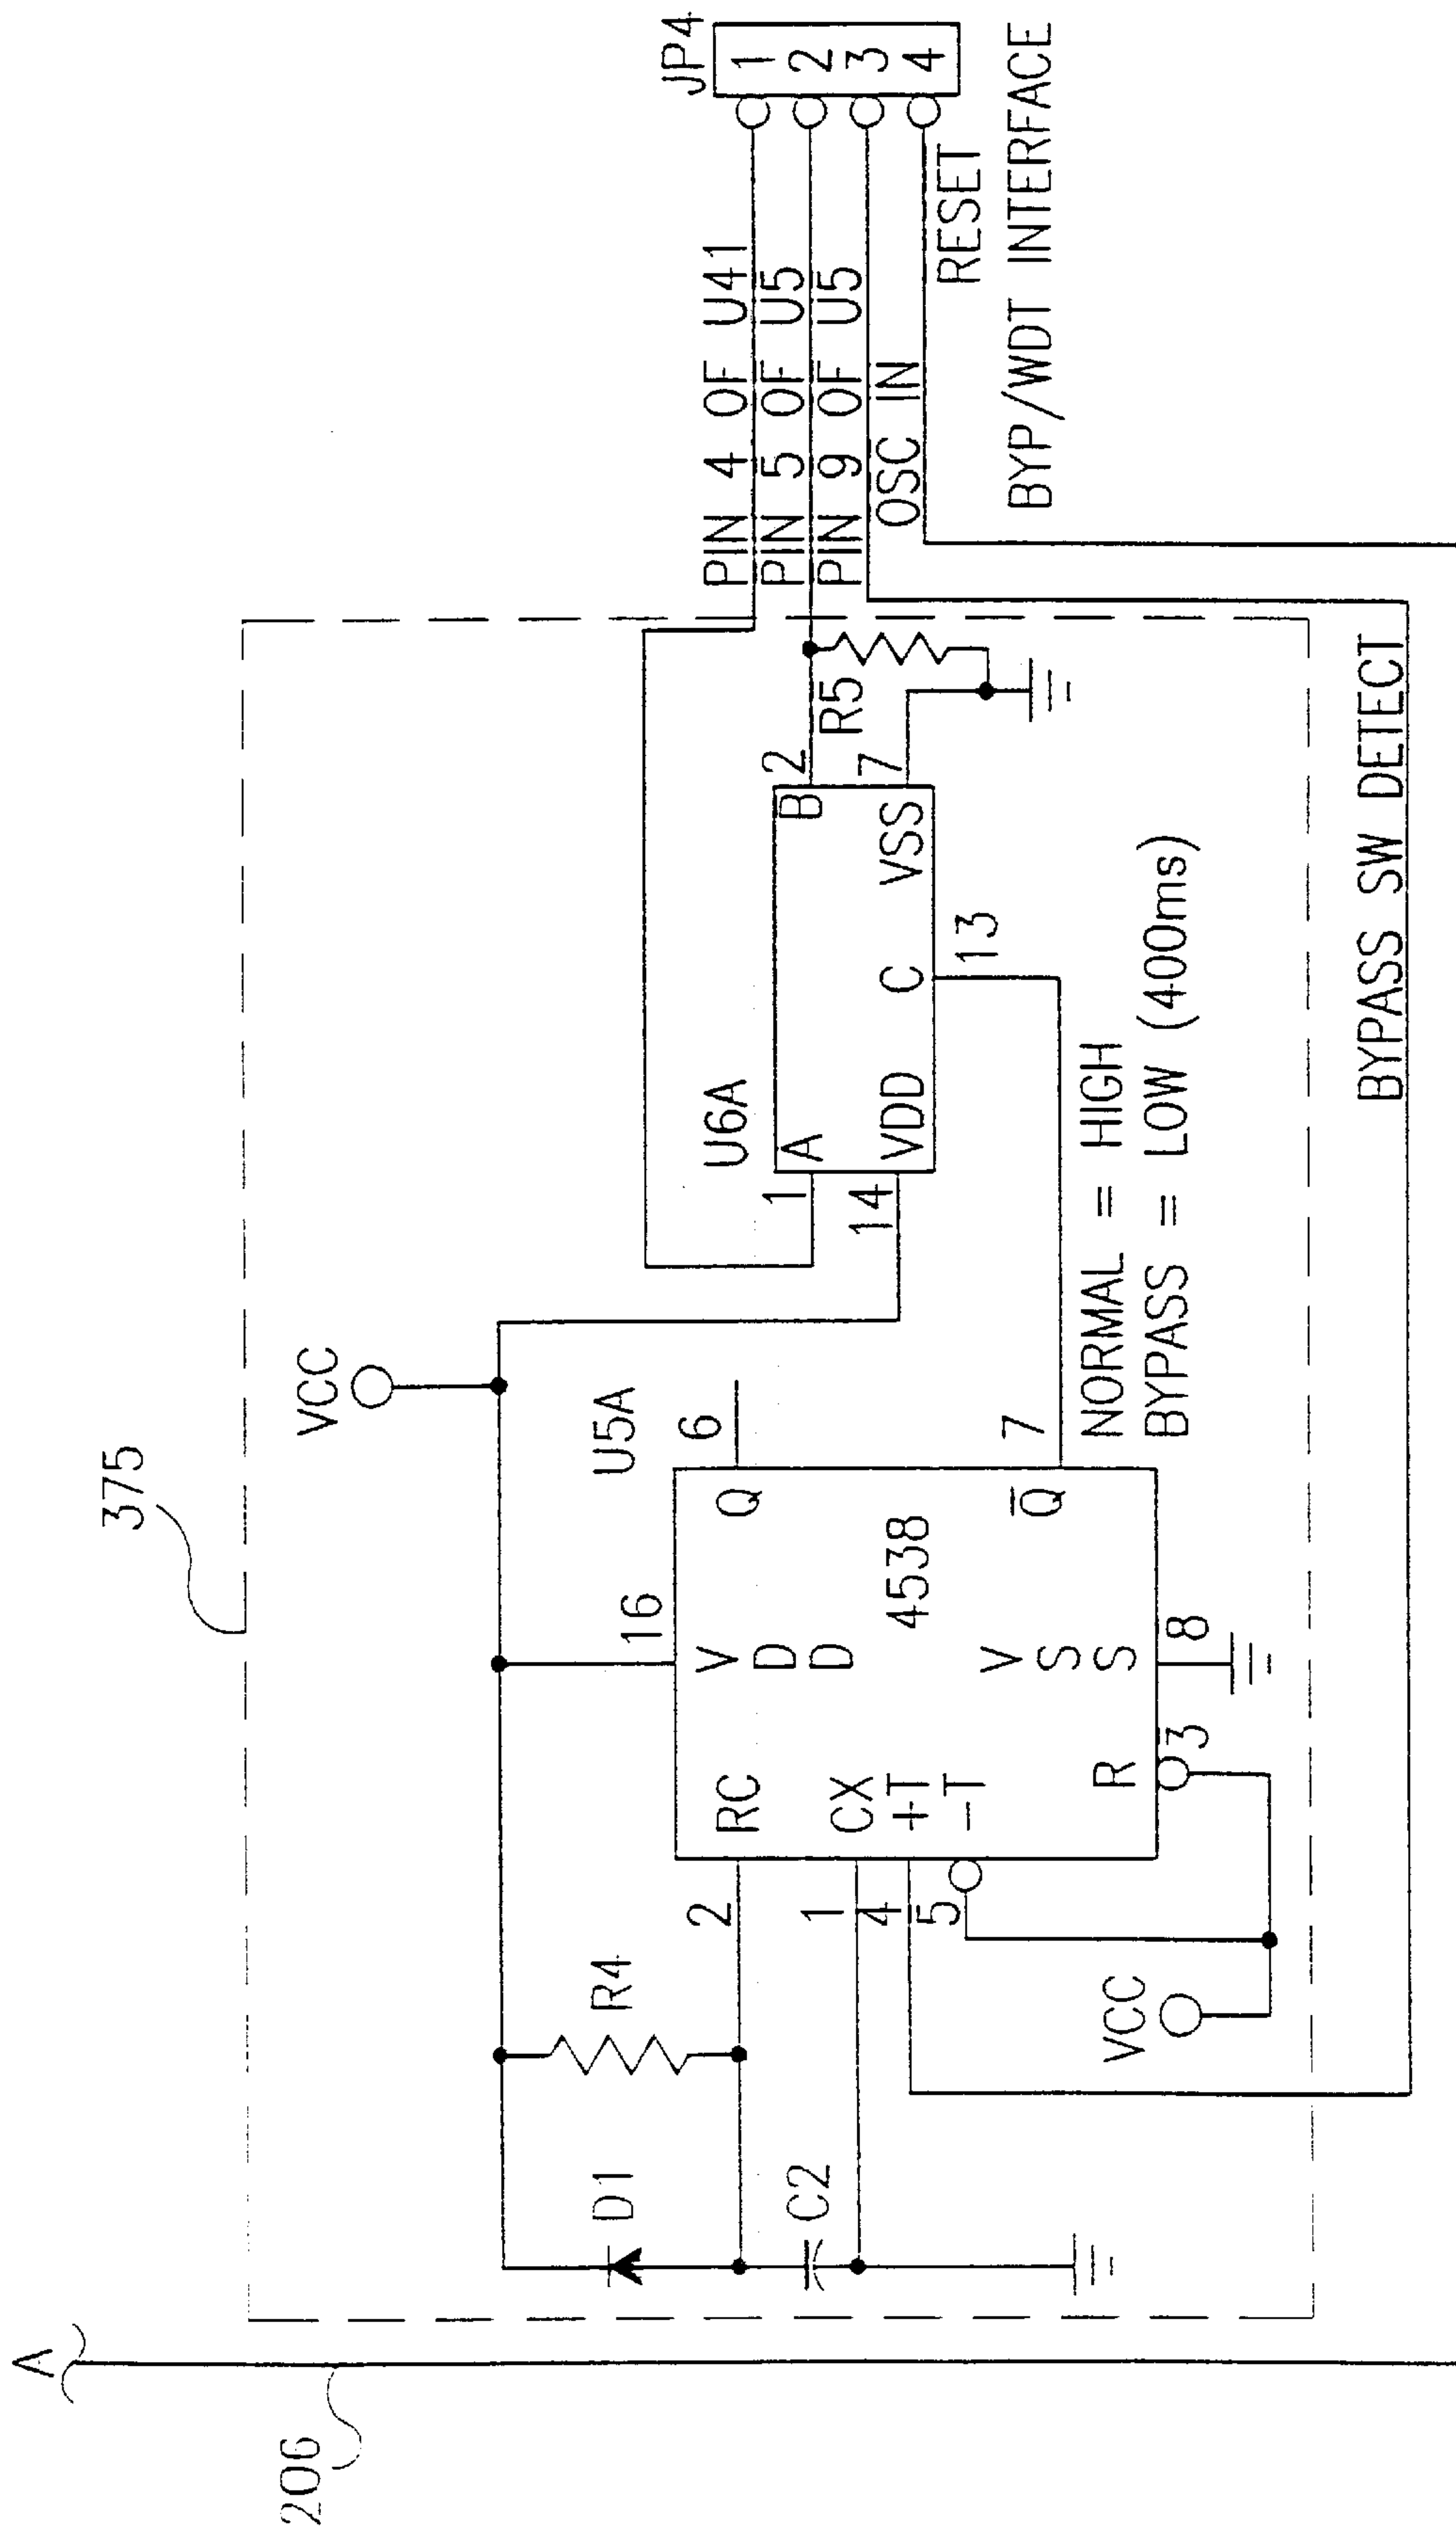 A
206
375
VCC
D1
R4
C2
2
RC
1
CX
4
+T
5
-T
VCC
R
3
16
VDD
4538
VSS
8
U5A
6
Q
Q̅
7
NORMAL = HIGH
BYPASS = LOW (400ms)
U6A
1
A
14
VDD
C
13
B
2
VSS
7
R5
BYPASS SW DETECT
PIN 4 OF U41
PIN 5 OF U5
PIN 9 OF U5
OSC IN
RESET
JP4
1
2
3
4
BYP/WDT INTERFACE